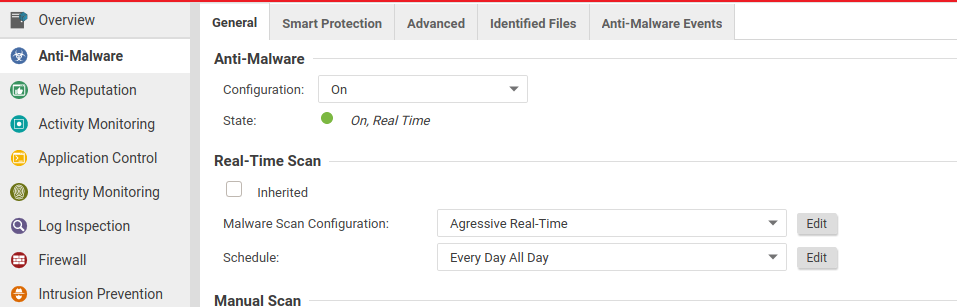 Overview
Anti-Malware
Web Reputation
Activity Monitoring
Application Control
Integrity Monitoring
Log Inspection
Firewall
Intrusion Prevention
General Smart Protection Advanced Identified Files Anti-Malware Events
Anti-Malware
Configuration: On
State: On, Real Time
Real-Time Scan
Inherited
Malware Scan Configuration: Agressive Real-Time Edit
Schedule: Every Day All Day Edit
Manual Scan